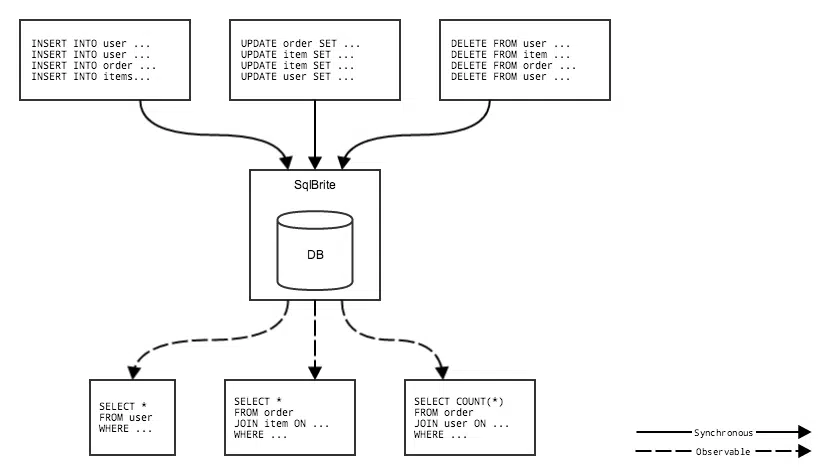 INSERT INTO user ...
INSERT INTO user ...
INSERT INTO order ...
INSERT INTO items...
UPDATE order SET ...
UPDATE item SET ...
UPDATE item SET ...
UPDATE user SET ...
DELETE FROM user ...
DELETE FROM item ...
DELETE FROM order ...
DELETE FROM user ...
SqlBrite
DB
SELECT *
FROM user
WHERE ...
SELECT *
FROM order
JOIN item ON ...
WHERE ...
SELECT COUNT(*)
FROM order
JOIN user ON ...
WHERE ...
Synchronous
Observable